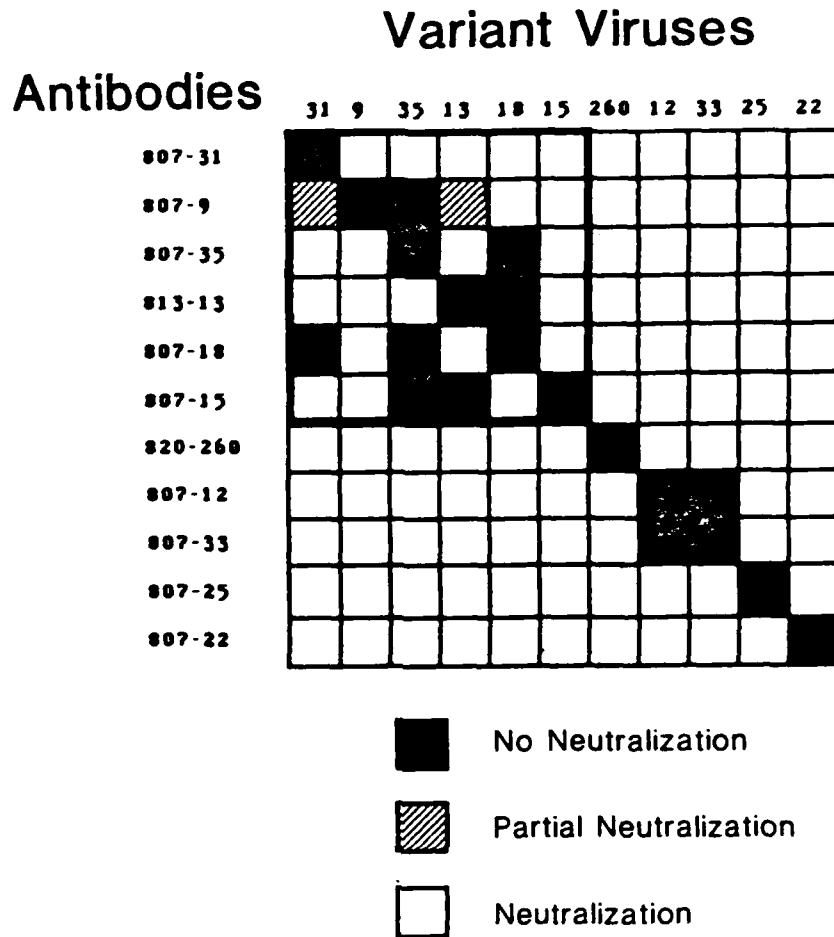 Variant Viruses
Antibodies
31 9 35 13 18 15 260 12 33 25 22
807-31
807-9
807-35
813-13
807-18
807-15
820-260
807-12
807-33
807-25
807-22
No Neutralization
Partial Neutralization
Neutralization